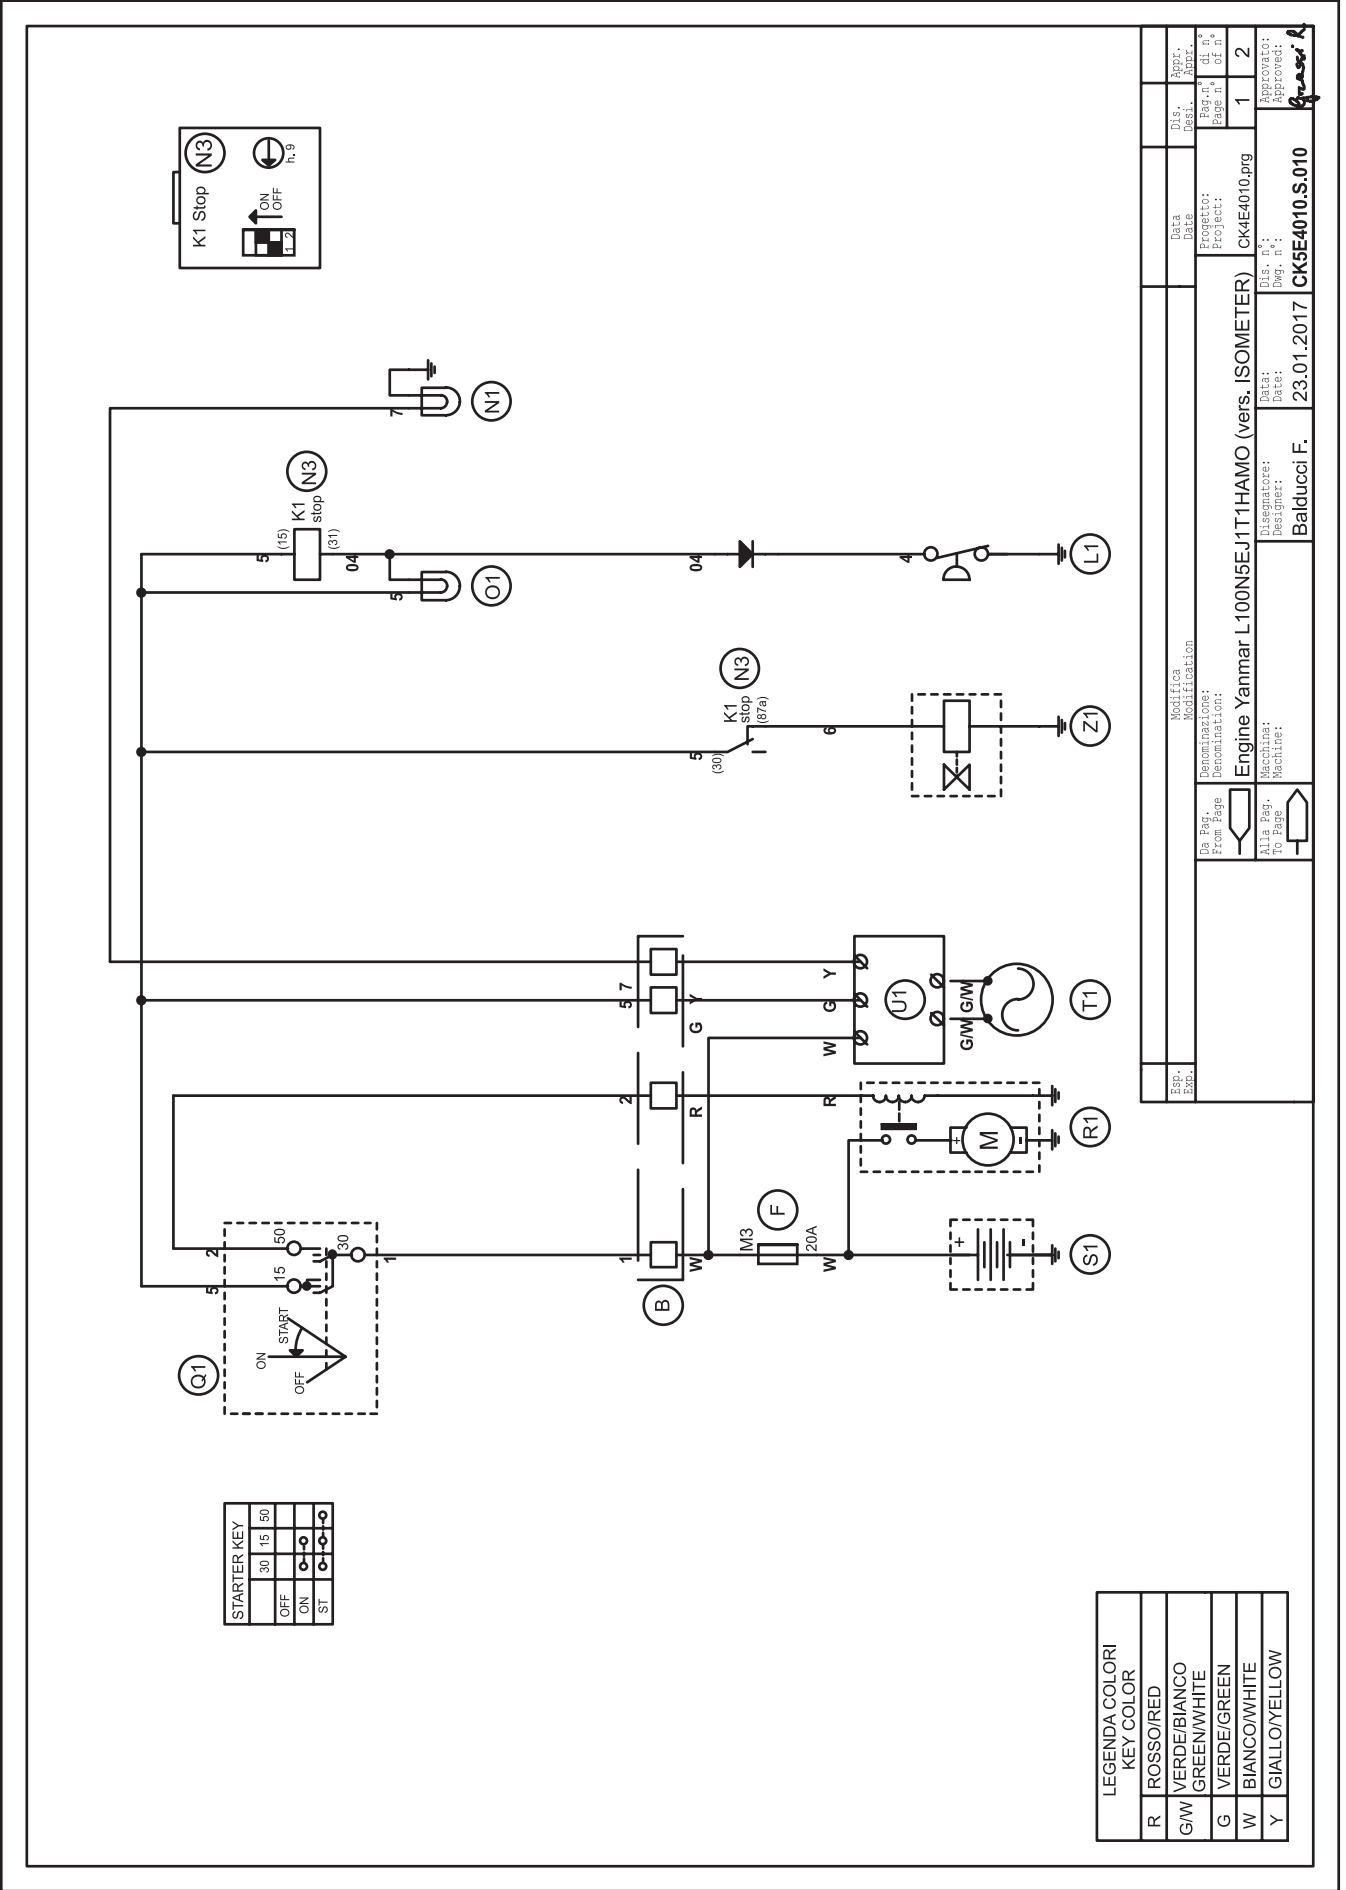 STARTER KEY
30 15 50
OFF
ON
ST
Q1
ON
START
OFF
5
15
2
50
30
1
5
(15)
K1
stop
(31)
N3
04
5
O1
7
N1
K1 Stop
N3
1 2
ON
OFF
h. 9
B
1
W
2
R
5 7
G Y
M3
F
20A
W
W G Y
R
5
(30)
K1
stop
(87a)
N3
6
04
4
U1
G/W G/W
+
M
-
+
-
S1
R1
T1
Z1
L1
LEGENDA COLORI
KEY COLOR
R ROSSO/RED
G/W VERDE/BIANCO
GREEN/WHITE
G VERDE/GREEN
W BIANCO/WHITE
Y GIALLO/YELLOW
Esp.
Exp.
Modifica
Modification
Data
Date
Dis.
Desi.
Appr.
Appr.
Da Pag.
From Page
Denominazione:
Denomination:
Engine Yanmar L100N5EJ1T1HAMO (vers. ISOMETER)
Progetto:
Project:
CK4E4010.prg
Pag.n°
Page n°
1
di n°
of n°
2
Alla Pag.
To Page
Macchina:
Machine:
Disegnatore:
Designer:
Balducci F.
Data:
Date:
23.01.2017
Dis. n°:
Dwg. n°:
CK5E4010.S.010
Approvato:
Approved:
Grassi R